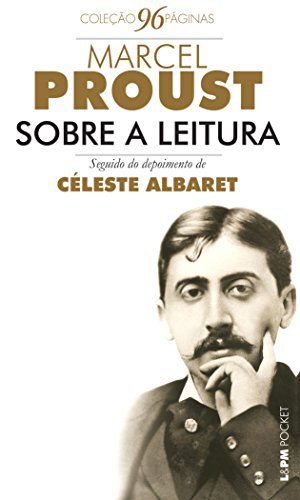 COLEÇÃO 96 PÁGINAS
MARCEL
PROUST
SOBRE A LEITURA
Seguido do depoimento de
CÉLESTE ALBARET
L&PM POCKET